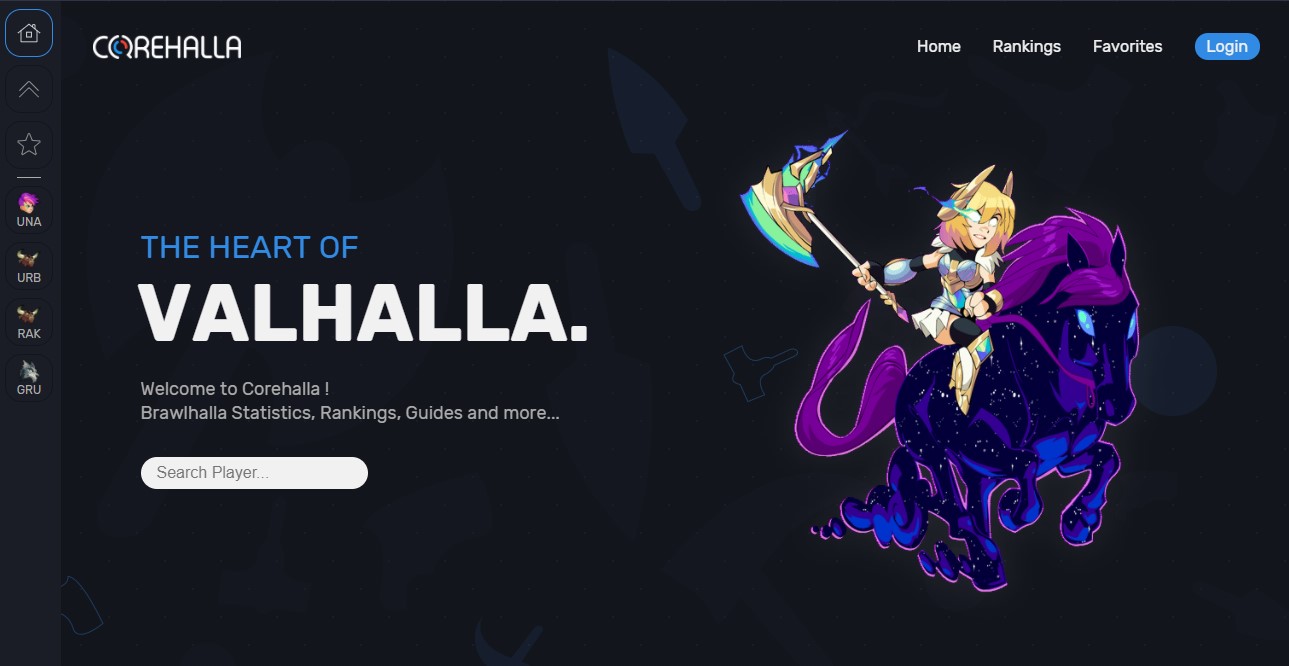 COREHALLA
Home
Rankings
Favorites
Login
UNA
URB
RAK
GRU
THE HEART OF
VALHALLA.
Welcome to Corehalla !
Brawlhalla Statistics, Rankings, Guides and more...
Search Player...